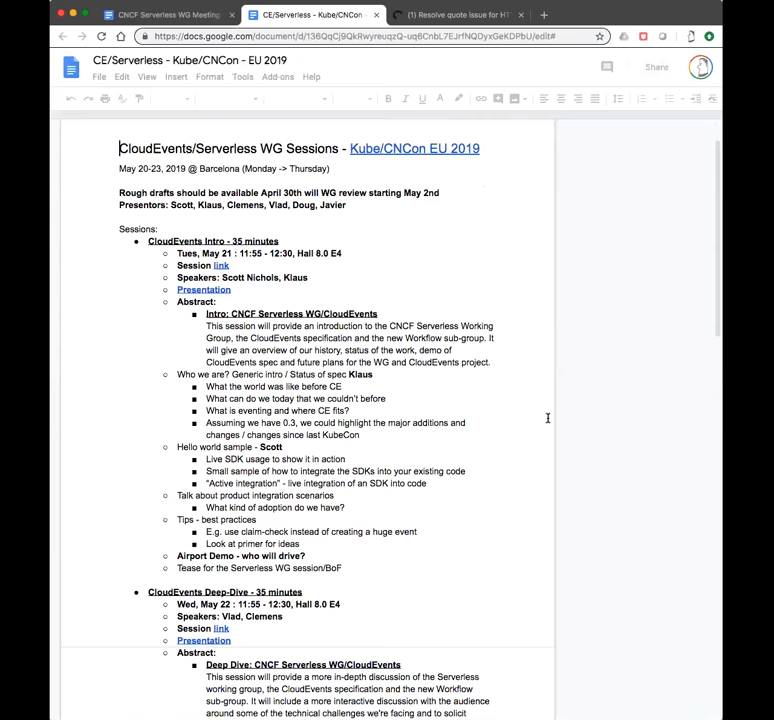 CNCF Serverless WG Meeting
CE/Serverless - Kube/CNCon -
(1) Resolve quote issue for HT
https://docs.google.com/document/d/136QqCj9QkRwyreuqzQ-uq6CnbL7EJrfNQDyxGeKDPbU/edit#
CE/Serverless - Kube/CNCon - EU 2019
File Edit View Insert Format Tools Add-ons Help
Share
CloudEvents/Serverless WG Sessions - Kube/CNCon EU 2019
May 20-23, 2019 @ Barcelona (Monday -> Thursday)
Rough drafts should be available April 30th will WG review starting May 2nd
Presentors: Scott, Klaus, Clemens, Vlad, Doug, Javier
Sessions:
● CloudEvents Intro - 35 minutes
○ Tues, May 21 : 11:55 - 12:30, Hall 8.0 E4
○ Session link
○ Speakers: Scott Nichols, Klaus
○ Presentation
○ Abstract:
■ Intro: CNCF Serverless WG/CloudEvents
This session will provide an introduction to the CNCF Serverless Working
Group, the CloudEvents specification and the new Workflow sub-group. It
will give an overview of our history, status of the work, demo of
CloudEvents spec and future plans for the WG and CloudEvents project.
○ Who we are? Generic intro / Status of spec Klaus
■ What the world was like before CE
■ What can do we today that we couldn't before
■ What is eventing and where CE fits?
■ Assuming we have 0.3, we could highlight the major additions and
changes / changes since last KubeCon
○ Hello world sample - Scott
■ Live SDK usage to show it in action
■ Small sample of how to integrate the SDKs into your existing code
■ "Active integration" - live integration of an SDK into code
○ Talk about product integration scenarios
■ What kind of adoption do we have?
○ Tips - best practices
■ E.g. use claim-check instead of creating a huge event
■ Look at primer for ideas
○ Airport Demo - who will drive?
○ Tease for the Serverless WG session/BoF
● CloudEvents Deep-Dive - 35 minutes
○ Wed, May 22 : 11:55 - 12:30, Hall 8.0 E4
○ Speakers: Vlad, Clemens
○ Session link
○ Presentation
○ Abstract:
■ Deep Dive: CNCF Serverless WG/CloudEvents
This session will provide a more in-depth discussion of the Serverless
working group, the CloudEvents specification and the new Workflow
sub-group. It will include a more interactive discussion with the audience
around some of the technical challenges we're facing and to solicit